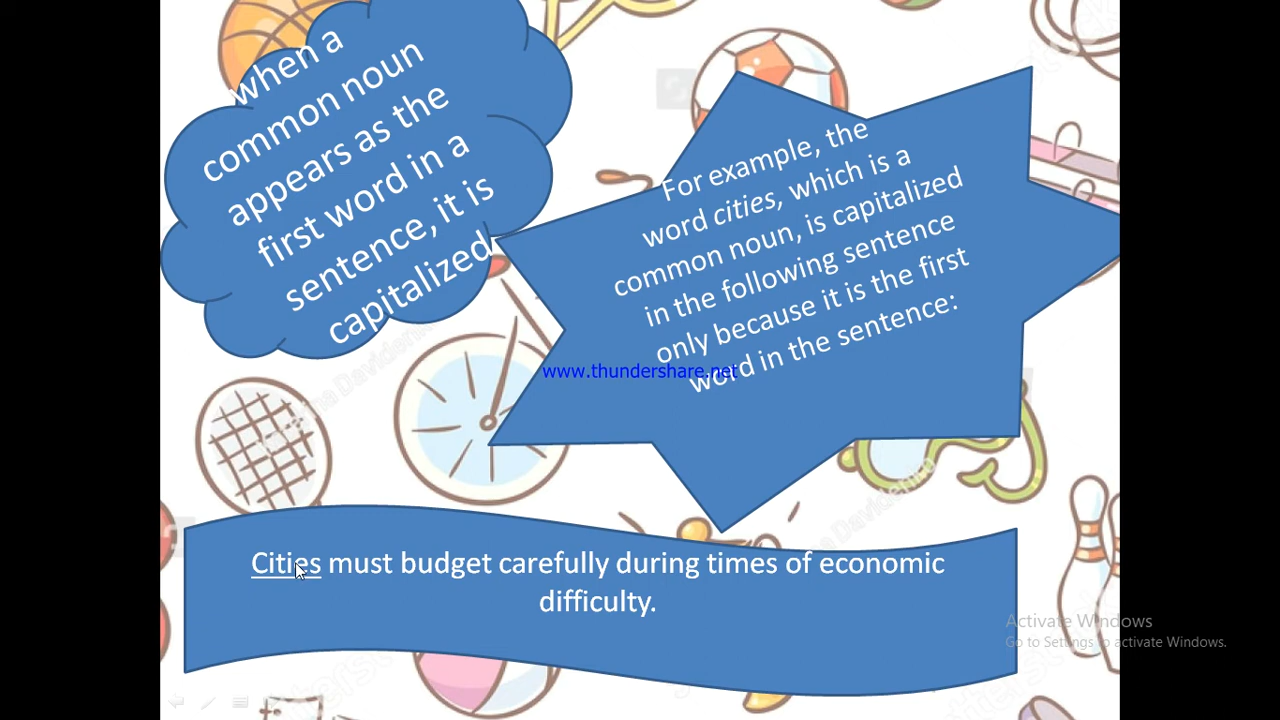 when a
common noun
appears as the
first word in a
sentence, it is
capitalized
For example, the
word cities, which is a
common noun, is capitalized
in the following sentence
only because it is the first
word in the sentence:
www.thundershare.net
Cities must budget carefully during times of economic
difficulty.
Activate Windows
Go to Settings to activate Windows.